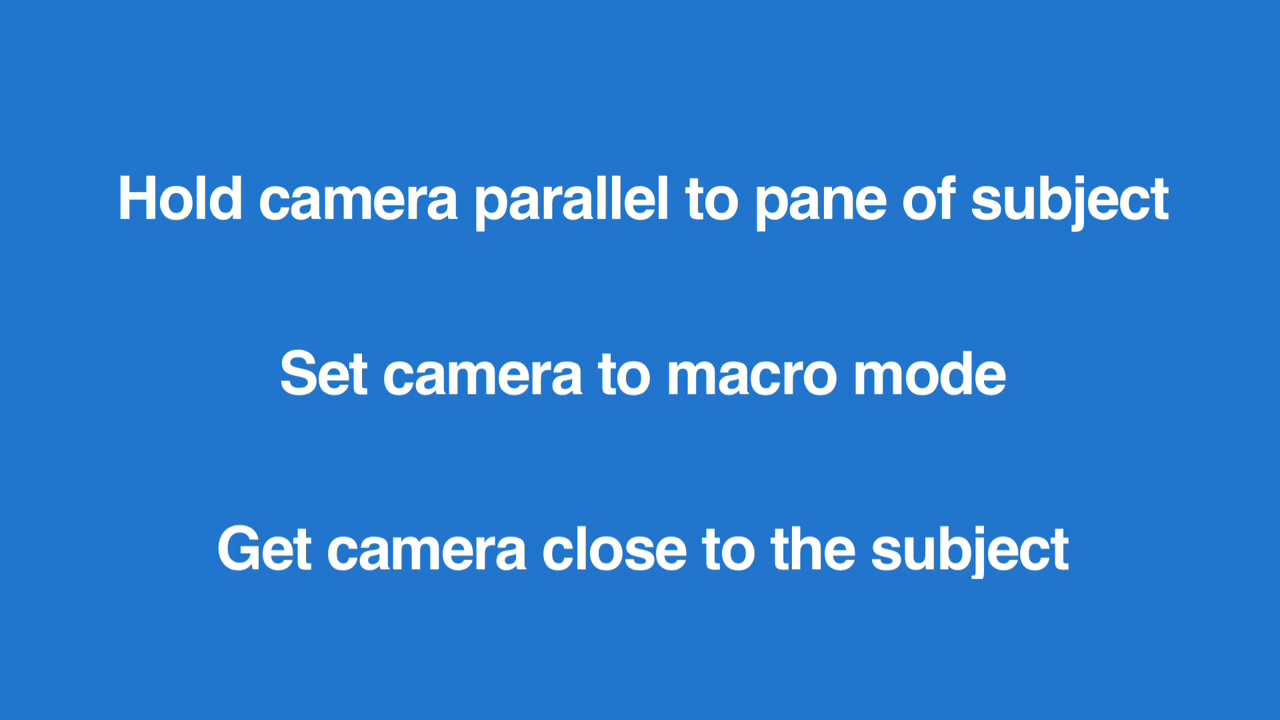 Hold camera parallel to pane of subject
Set camera to macro mode
Get camera close to the subject